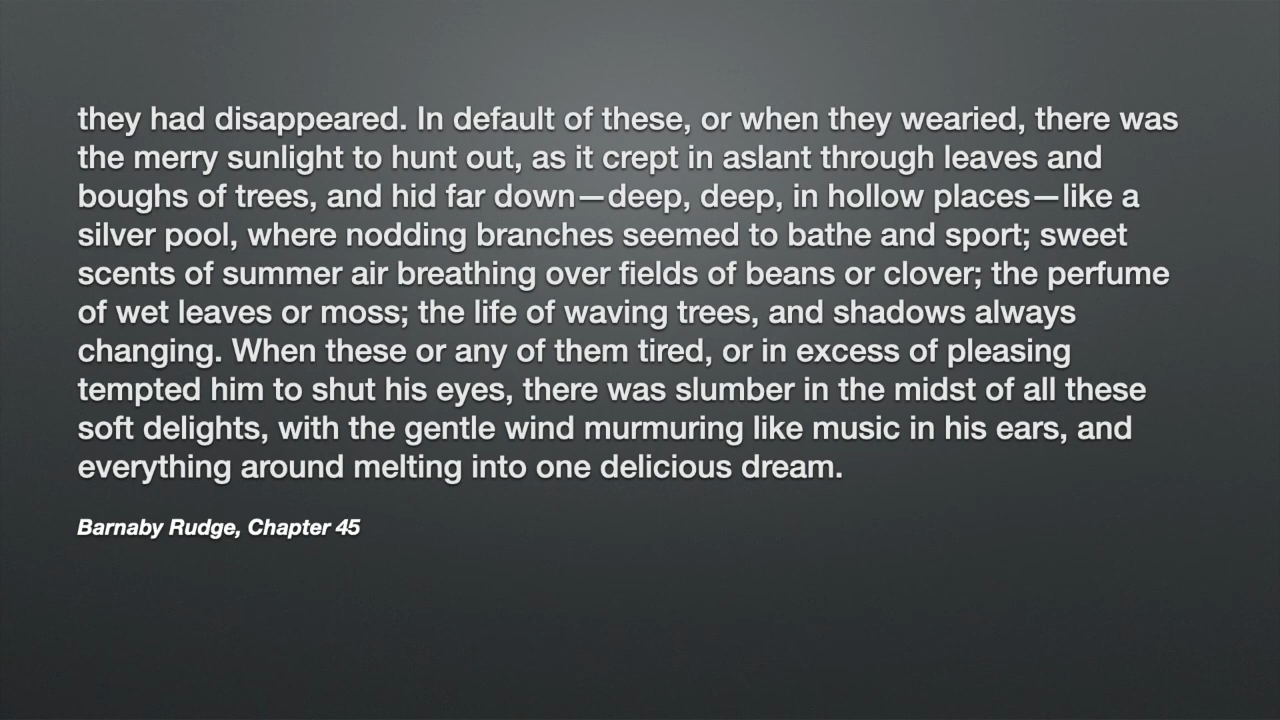 they had disappeared. In default of these, or when they wearied, there was
the merry sunlight to hunt out, as it crept in aslant through leaves and
boughs of trees, and hid far down—deep, deep, in hollow places—like a
silver pool, where nodding branches seemed to bathe and sport; sweet
scents of summer air breathing over fields of beans or clover; the perfume
of wet leaves or moss; the life of waving trees, and shadows always
changing. When these or any of them tired, or in excess of pleasing
tempted him to shut his eyes, there was slumber in the midst of all these
soft delights, with the gentle wind murmuring like music in his ears, and
everything around melting into one delicious dream.
Barnaby Rudge, Chapter 45